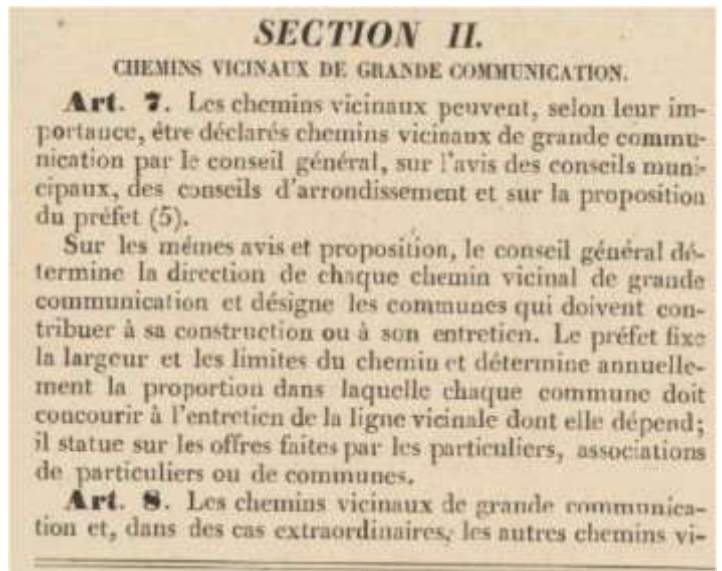 SECTION II.
CHEMINS VICINAUX DE GRANDE COMMUNICATION.
Art. 7. Les chemins vicinaux peuvent, selon leur im-
portance, être déclarés chemins vicinaux de grande commu-
nication par le conseil général, sur l'avis des conseils muni-
cipaux, des conseils d'arrondissement et sur la proposition
du préfet (5).
Sur les mêmes avis et proposition, le conseil général dé-
termine la direction de chaque chemin vicinal de grande
communication et désigne les communes qui doivent con-
tribuer à sa construction ou à son entretien. Le préfet fixe
la largeur et les limites du chemin et détermine annuelle-
ment la proportion dans laquelle chaque commune doit
concourir à l'entretien de la ligne vicinale dont elle dépend;
il statue sur les offres faites par les particuliers, associations
de particuliers ou de communes.
Art. 8. Les chemins vicinaux de grande communica-
tion et, dans des cas extraordinaires, les autres chemins vi-